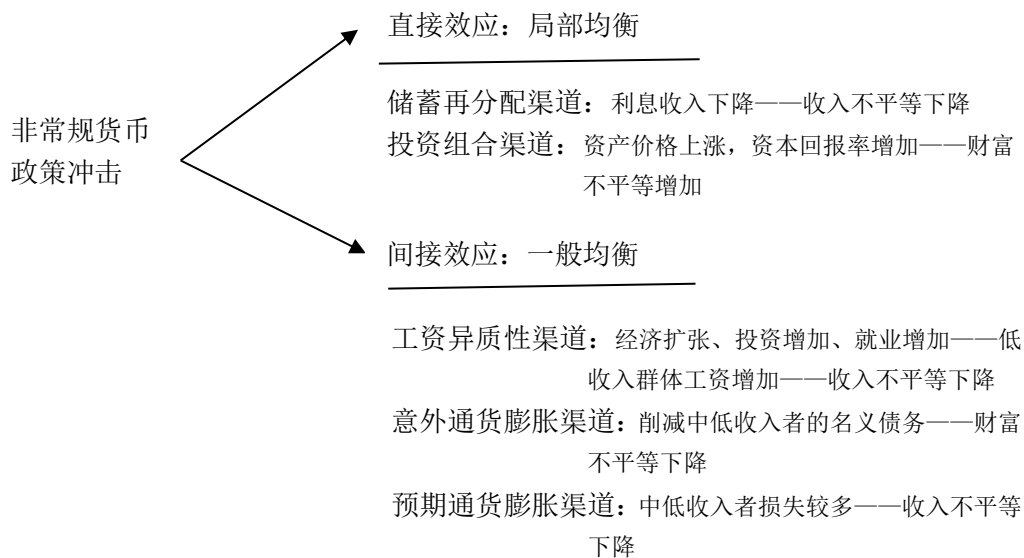 直接效应：局部均衡
储蓄再分配渠道：利息收入下降——收入不平等下降
投资组合渠道：资产价格上涨，资本回报率增加——财富
不平等增加
非常规货币
政策冲击
间接效应：一般均衡
工资异质性渠道：经济扩张、投资增加、就业增加——低
收入群体工资增加——收入不平等下降
意外通货膨胀渠道：削减中低收入者的名义债务——财富
不平等下降
预期通货膨胀渠道：中低收入者损失较多——收入不平等
下降